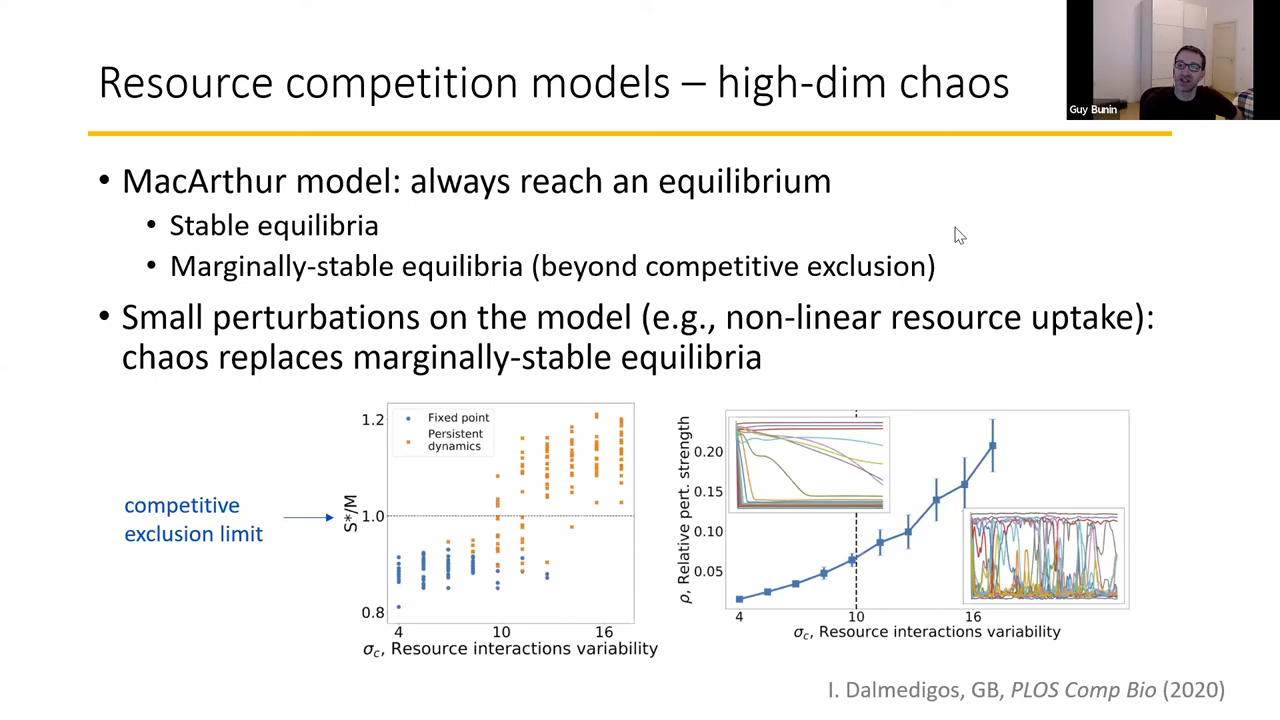 Resource competition models – high-dim chaos
Guy Bunin
• MacArthur model: always reach an equilibrium
• Stable equilibria
• Marginally-stable equilibria (beyond competitive exclusion)
• Small perturbations on the model (e.g., non-linear resource uptake):
chaos replaces marginally-stable equilibria
competitive
exclusion limit
S*/M
1.2
1.0
0.8
Fixed point
Persistent
dynamics
4 10 16
σc, Resource interactions variability
ρ, Relative pert. strength
0.20
0.15
0.10
0.05
4 10 16
σc, Resource interactions variability
I. Dalmedigos, GB, PLOS Comp Bio (2020)